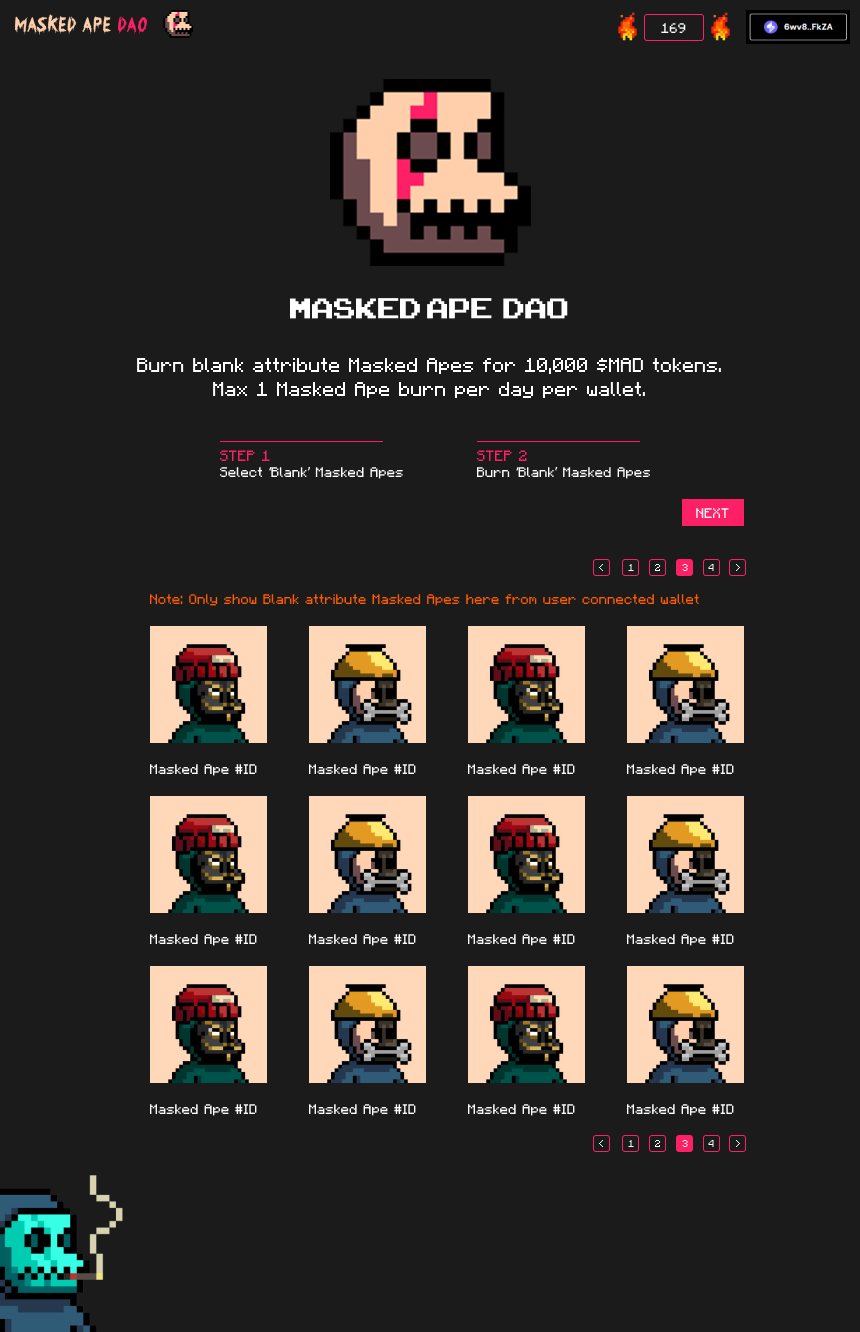 MASKED APE DAO
169
6wv8..FkZA
MASKED APE DAO
Burn blank attribute Masked Apes for 10,000 $MAD tokens.
Max 1 Masked Ape burn per day per wallet.
STEP 1
Select 'Blank' Masked Apes
STEP 2
Burn 'Blank' Masked Apes
NEXT
< 1 2 3 4 >
Note: Only show Blank attribute Masked Apes here from user connected wallet
Masked Ape #ID Masked Ape #ID Masked Ape #ID Masked Ape #ID
Masked Ape #ID Masked Ape #ID Masked Ape #ID Masked Ape #ID
Masked Ape #ID Masked Ape #ID Masked Ape #ID Masked Ape #ID
< 1 2 3 4 >